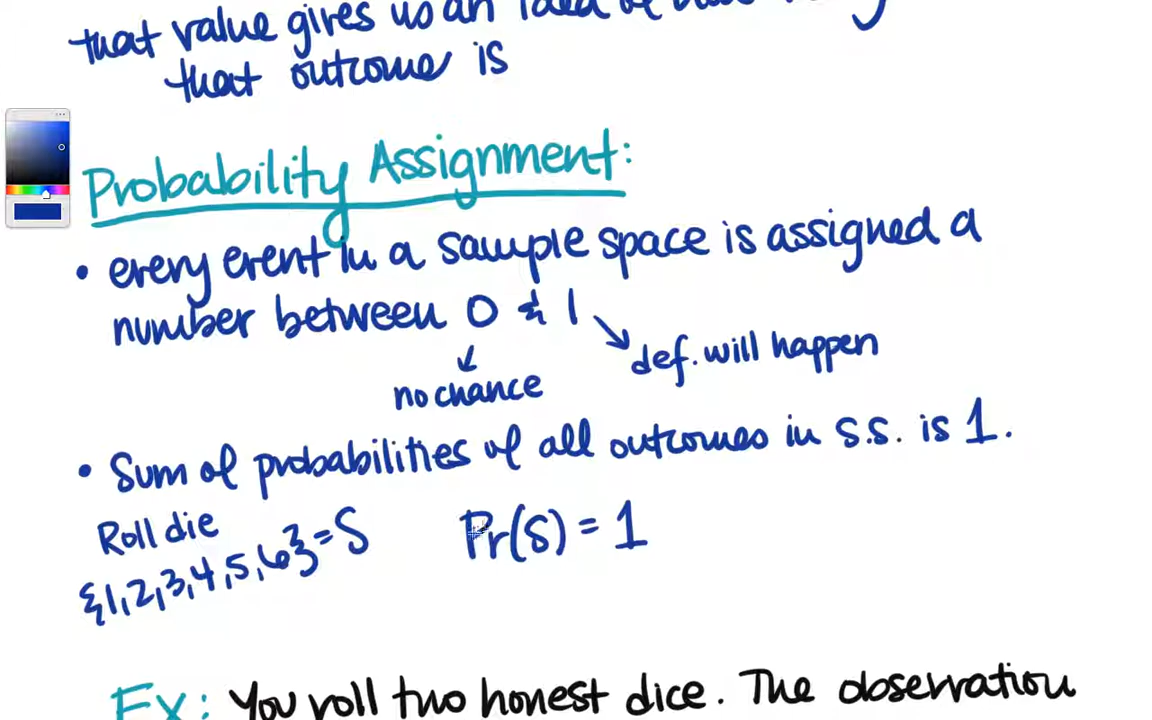 that value gives us an idea of how
that outcome is
Probability Assignment:
• every event in a sample space is assigned a
number between 0 & 1
def. will happen
no chance
• Sum of probabilities of all outcomes in s.s. is 1.
Roll die
{1,2,3,4,5,6} = S
Pr(S) = 1
Ex: You roll two honest dice. The observation